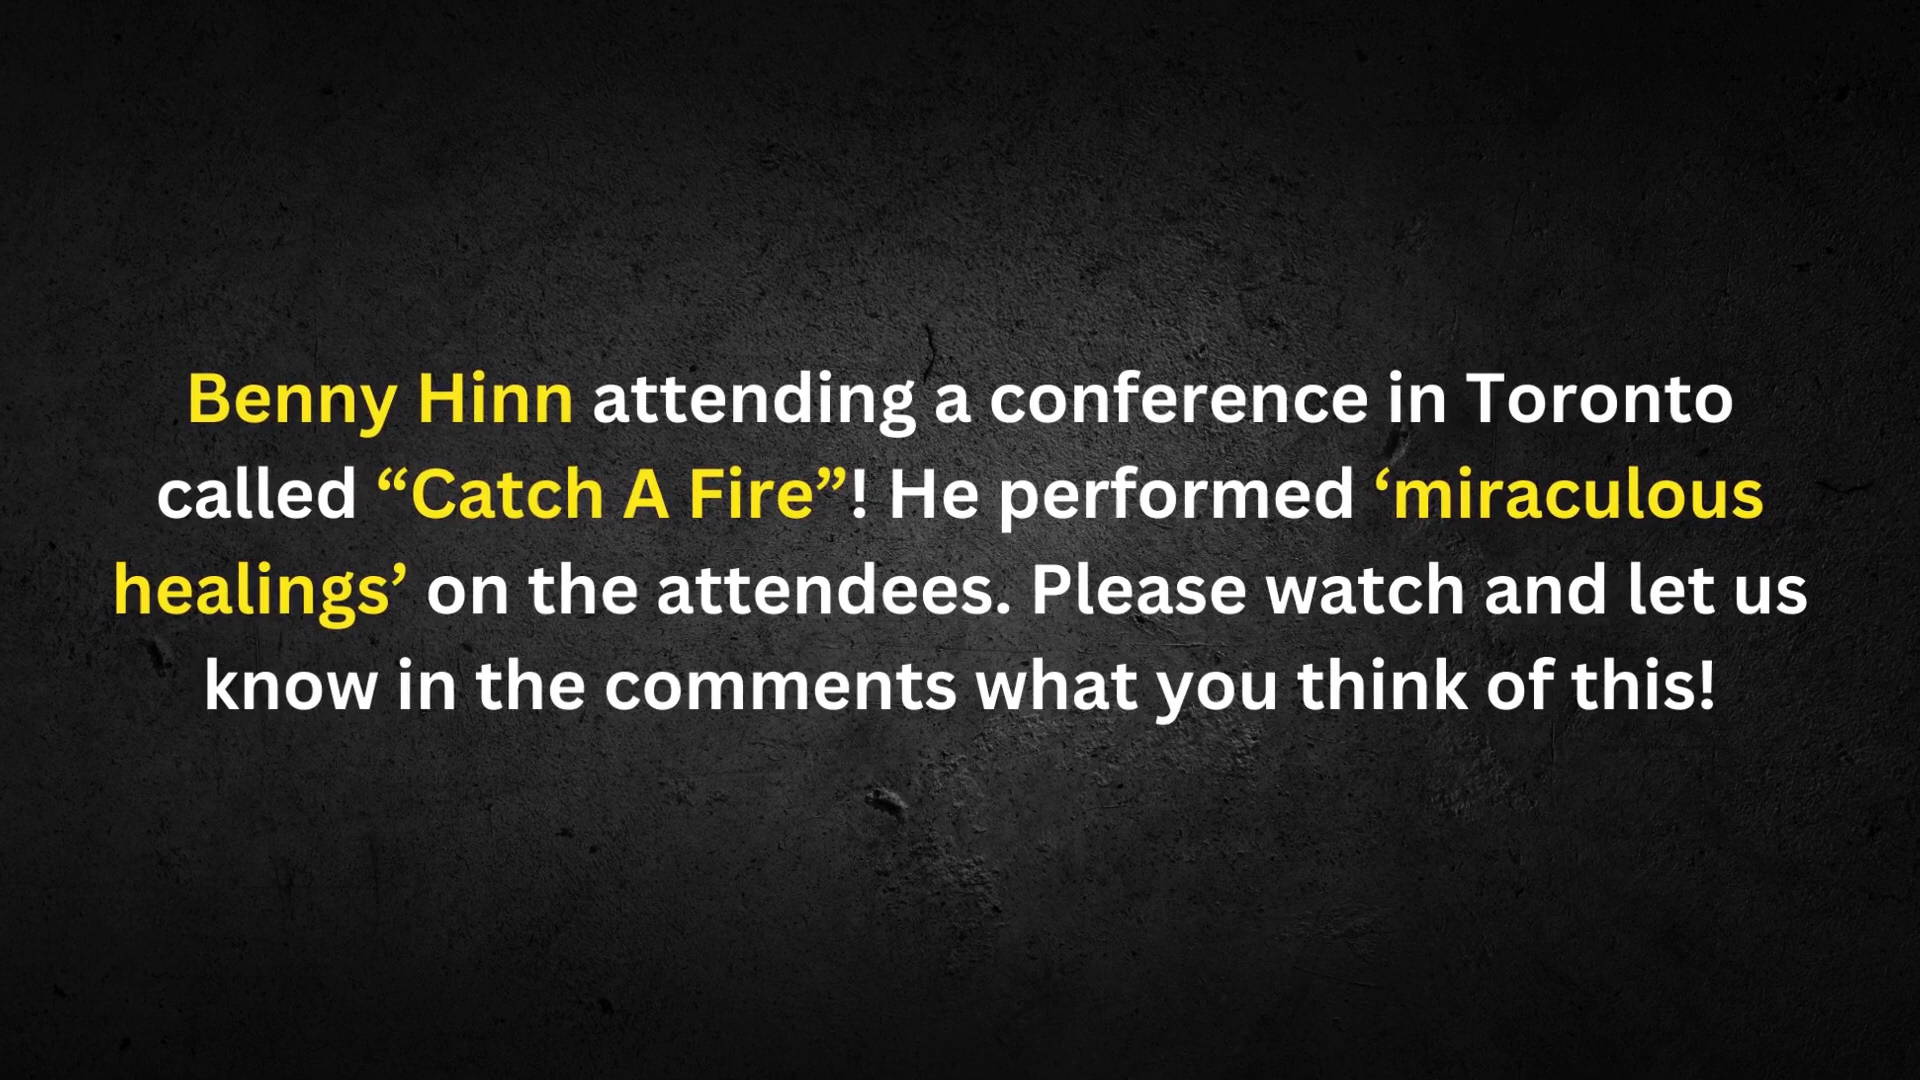 Benny Hinn attending a conference in Toronto
called “Catch A Fire”! He performed ‘miraculous
healings’ on the attendees. Please watch and let us
know in the comments what you think of this!